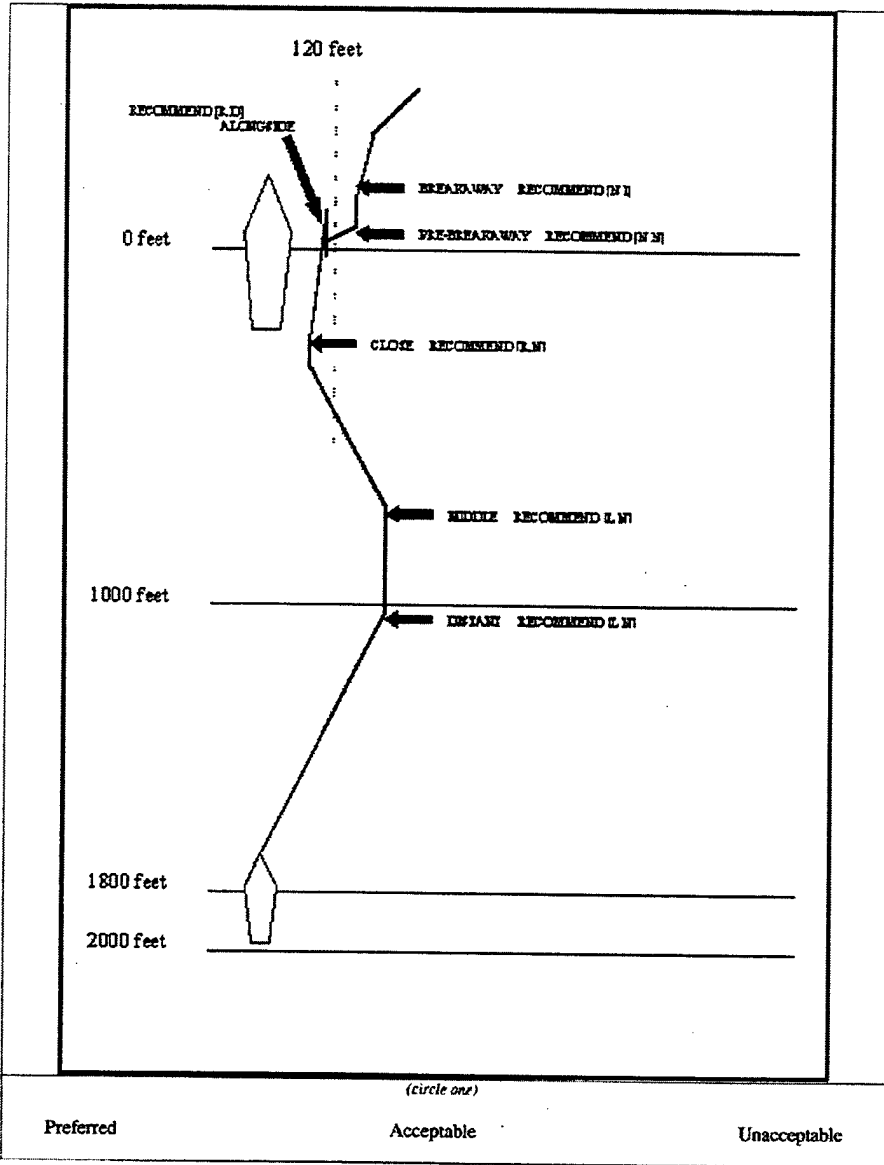 120 feet
RECOMMEND[R,D]
ALONGSIDE
BREAKAWAY RECOMMEND[N,I]
0 feet
PRE-BREAKAWAY RECOMMEND[N,N]
CLOSE RECOMMEND[R,N]
MIDDLE RECOMMEND[L,N]
1000 feet
DISTANT RECOMMEND[L,N]
1800 feet
2000 feet
(circle one)
Preferred Acceptable Unacceptable